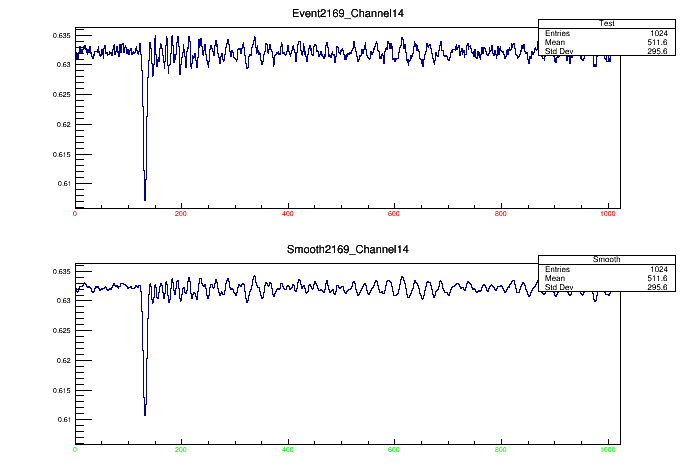 Event2169_Channel14
Test
Entries 1024
Mean 511.6
Std Dev 295.6
0.635
0.63
0.625
0.62
0.615
0.61
0 200 400 600 800 1000
Smooth2169_Channel14
Smooth
Entries 1024
Mean 511.6
Std Dev 295.6
0.635
0.63
0.625
0.62
0.615
0.61
0 200 400 600 800 1000